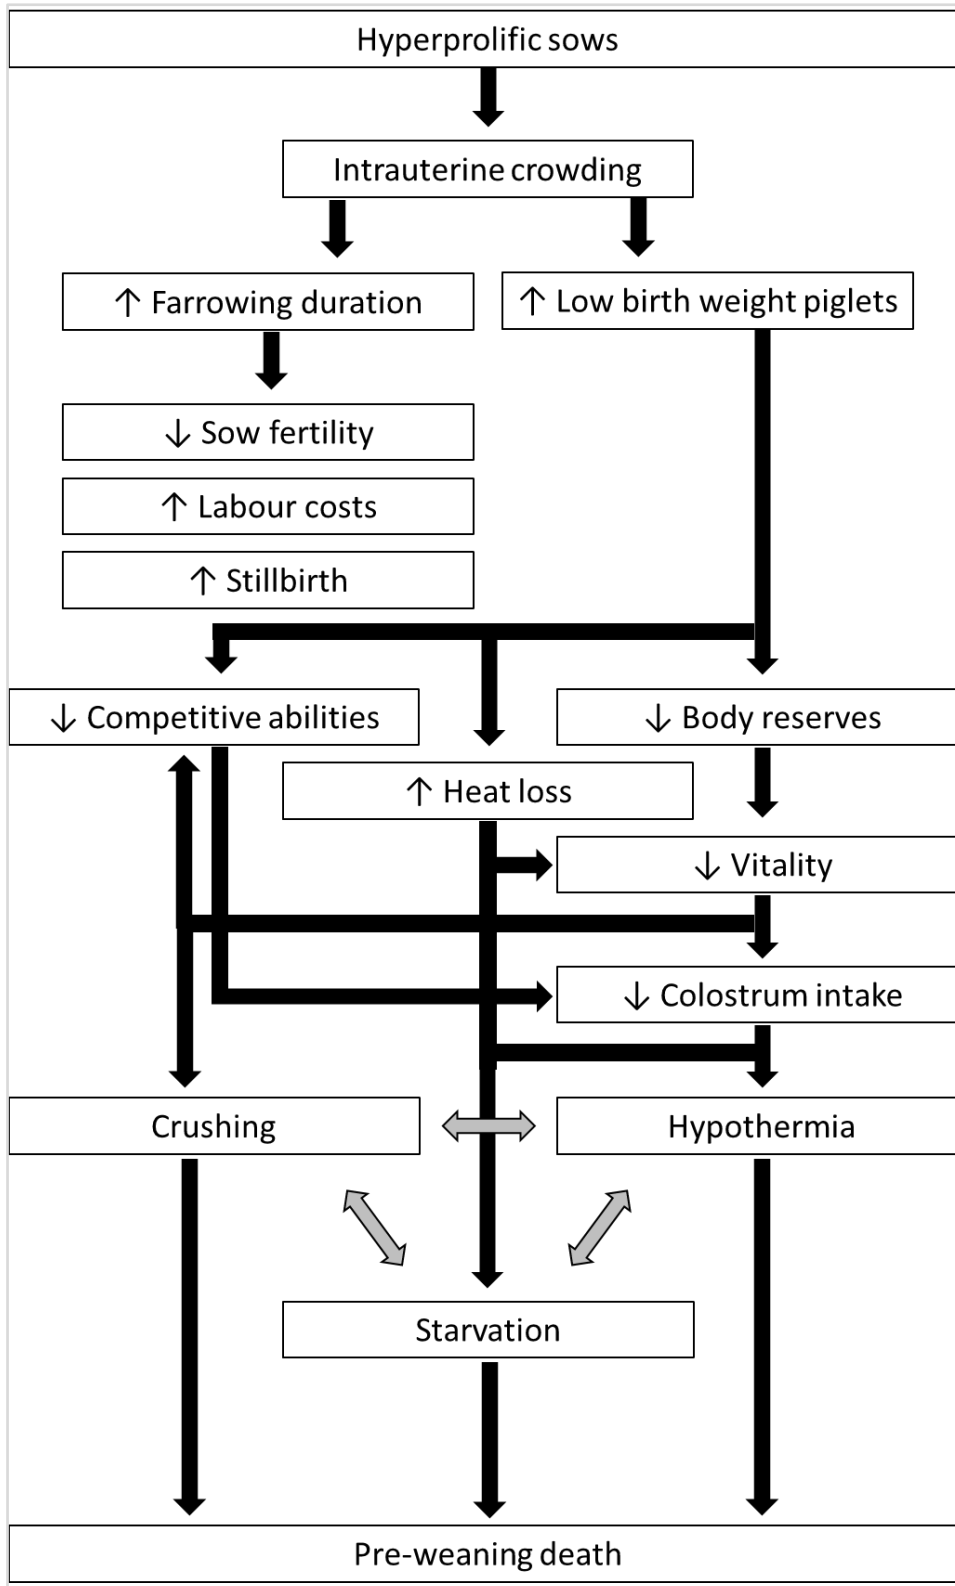 Hyperprolific sows
Intrauterine crowding
↑ Farrowing duration
↑ Low birth weight piglets
↓ Sow fertility
↑ Labour costs
↑ Stillbirth
↓ Competitive abilities
↓ Body reserves
↑ Heat loss
↓ Vitality
↓ Colostrum intake
Crushing
Hypothermia
Starvation
Pre-weaning death